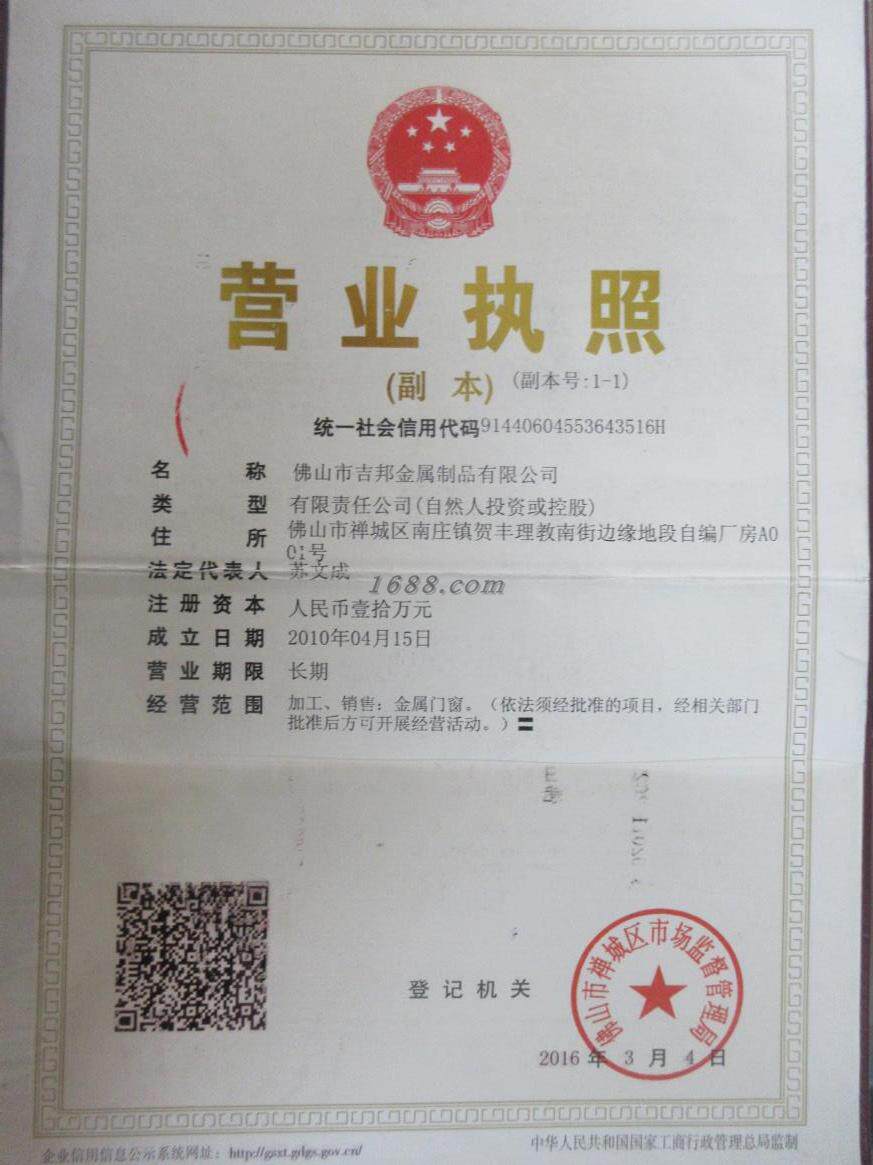 营业执照
(副 本) (副本号:1-1)
统一社会信用代码91440604553643516H
名 称 佛山市吉邦金属制品有限公司
类 型 有限责任公司(自然人投资或控股)
住 所 佛山市禅城区南庄镇贺丰理教南街边缘地段自编厂房A0
01号
法定代表人 苏文成
1688.com
注册资本 人民币壹拾万元
成立日期 2010年04月15日
营业期限 长期
经营范围 加工、销售：金属门窗。（依法须经批准的项目，经相关部门
批准后方可开展经营活动。）〓
登记机关
佛山市禅城区市场监督管理局
2016 年 3 月 4 日
企业信用信息公示系统网址：http://gsxt.gdgs.gov.cn/
中华人民共和国国家工商行政管理总局监制